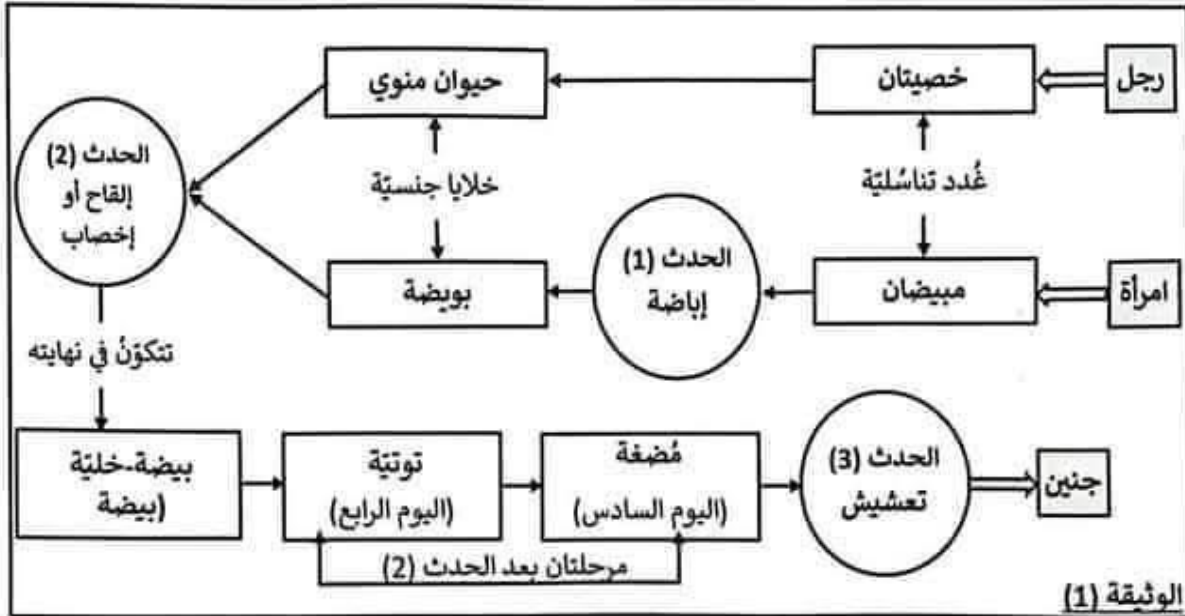 رجل
خصيتان
حيوان منوي
الحدث (2)
إلقاح أو
إخصاب
غُدد تناسُليّة
خلايا جنسيّة
امرأة
مبيضان
الحدث (1)
إباضة
بويضة
تتكوّنُ في نهايته
بيضة-خليّة
بيضة)
توتيّة
(اليوم الرابع)
مُضغة
(اليوم السادس)
الحدث (3)
تعشيش
جنين
مرحلتان بعد الحدث (2)
الوثيقة (1)